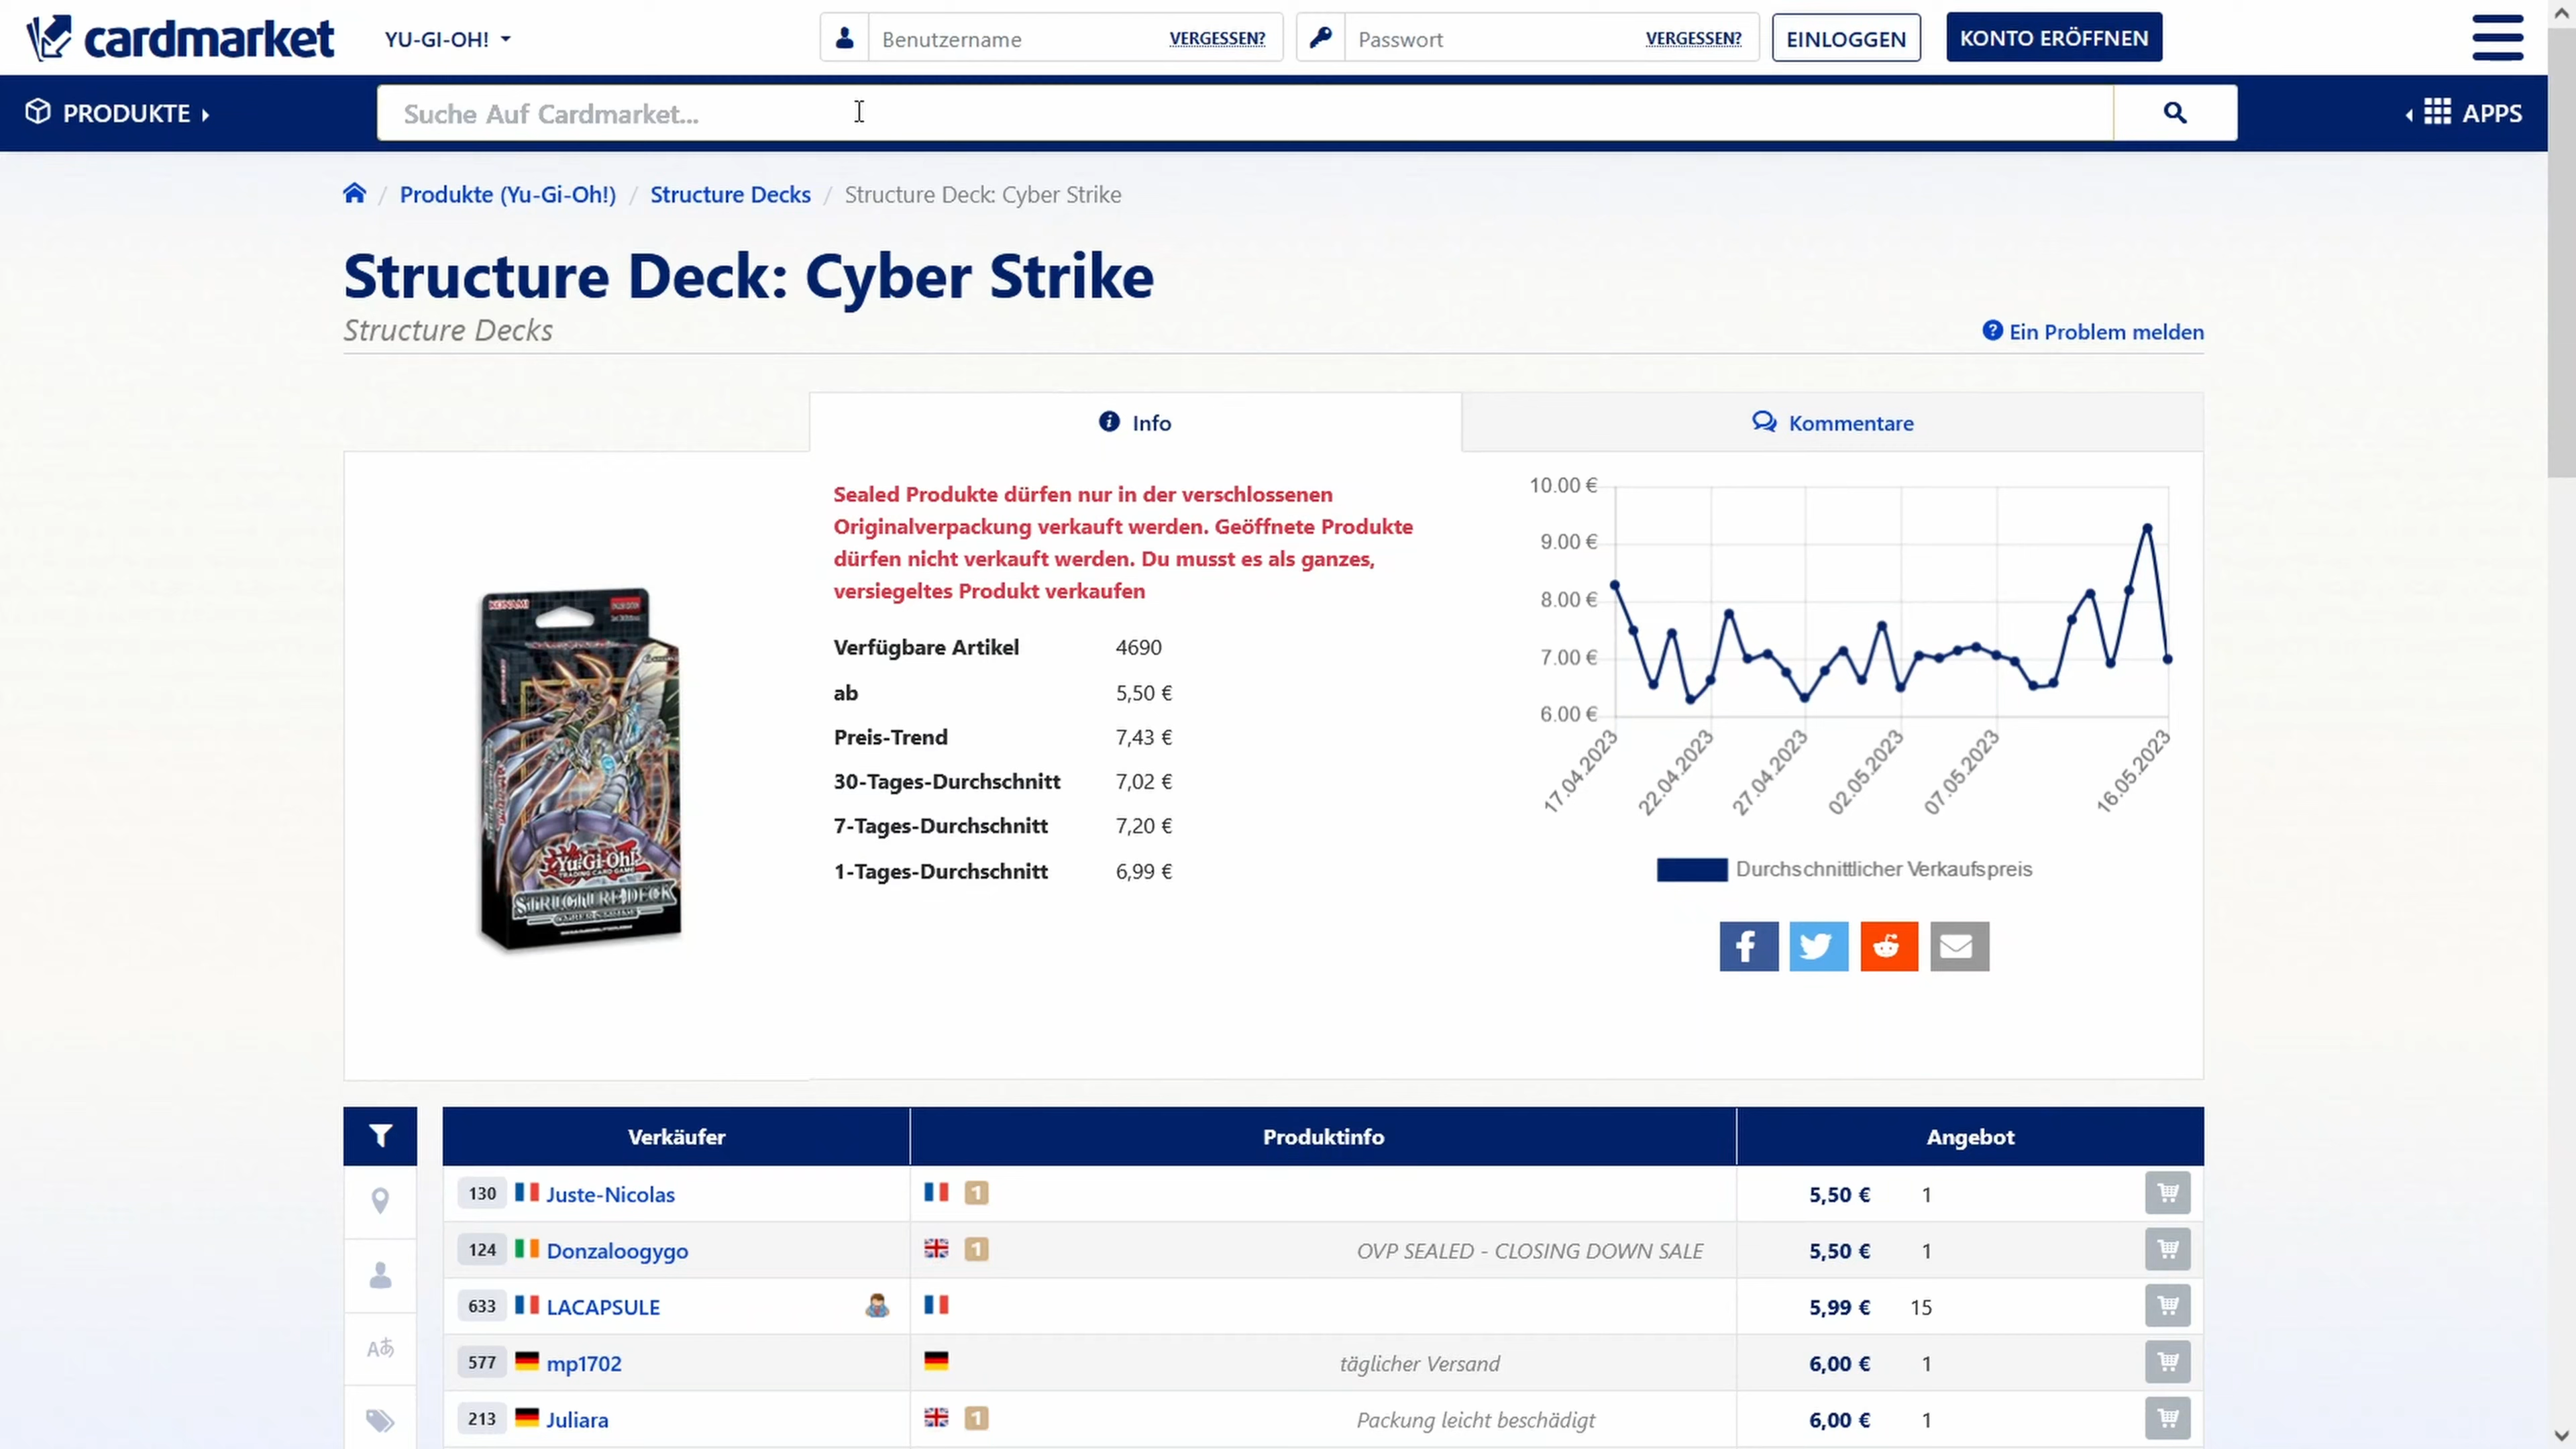 cardmarket
YU-GI-OH!
Benutzername
VERGESSEN?
Passwort
VERGESSEN?
EINLOGGEN
KONTO ERÖFFNEN
PRODUKTE
Suche Auf Cardmarket...
APPS
/ Produkte (Yu-Gi-Oh!) / Structure Decks / Structure Deck: Cyber Strike
Structure Deck: Cyber Strike
Structure Decks
Ein Problem melden
Info
Kommentare
KONAMI
Yu-Gi-Oh!
TRADING CARD GAME
STRUCTURE DECK
CYBER STRIKE
Sealed Produkte dürfen nur in der verschlossenen
Originalverpackung verkauft werden. Geöffnete Produkte
dürfen nicht verkauft werden. Du musst es als ganzes,
versiegeltes Produkt verkaufen
Verfügbare Artikel 4690
ab 5,50 €
Preis-Trend 7,43 €
30-Tages-Durchschnitt 7,02 €
7-Tages-Durchschnitt 7,20 €
1-Tages-Durchschnitt 6,99 €
10.00 €
9.00 €
8.00 €
7.00 €
6.00 €
17.04.2023
22.04.2023
27.04.2023
02.05.2023
07.05.2023
16.05.2023
Durchschnittlicher Verkaufspreis
Verkäufer Produktinfo Angebot
130 Juste-Nicolas 1 5,50 € 1
124 Donzaloogygo 1 OVP SEALED - CLOSING DOWN SALE 5,50 € 1
633 LACAPSULE 5,99 € 15
577 mp1702 täglicher Versand 6,00 € 1
213 Juliara 1 Packung leicht beschädigt 6,00 € 1